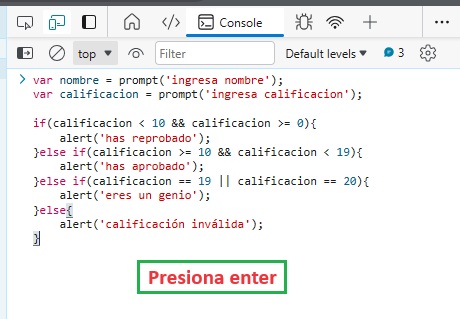 Console
top
Filter
Default levels
3
var nombre = prompt('ingresa nombre');
var calificacion = prompt('ingresa calificacion');
if(calificacion < 10 && calificacion >= 0){
alert('has reprobado');
}else if(calificacion >= 10 && calificacion < 19){
alert('has aprobado');
}else if(calificacion == 19 || calificacion == 20){
alert('eres un genio');
}else{
alert('calificación inválida');
}
Presiona enter